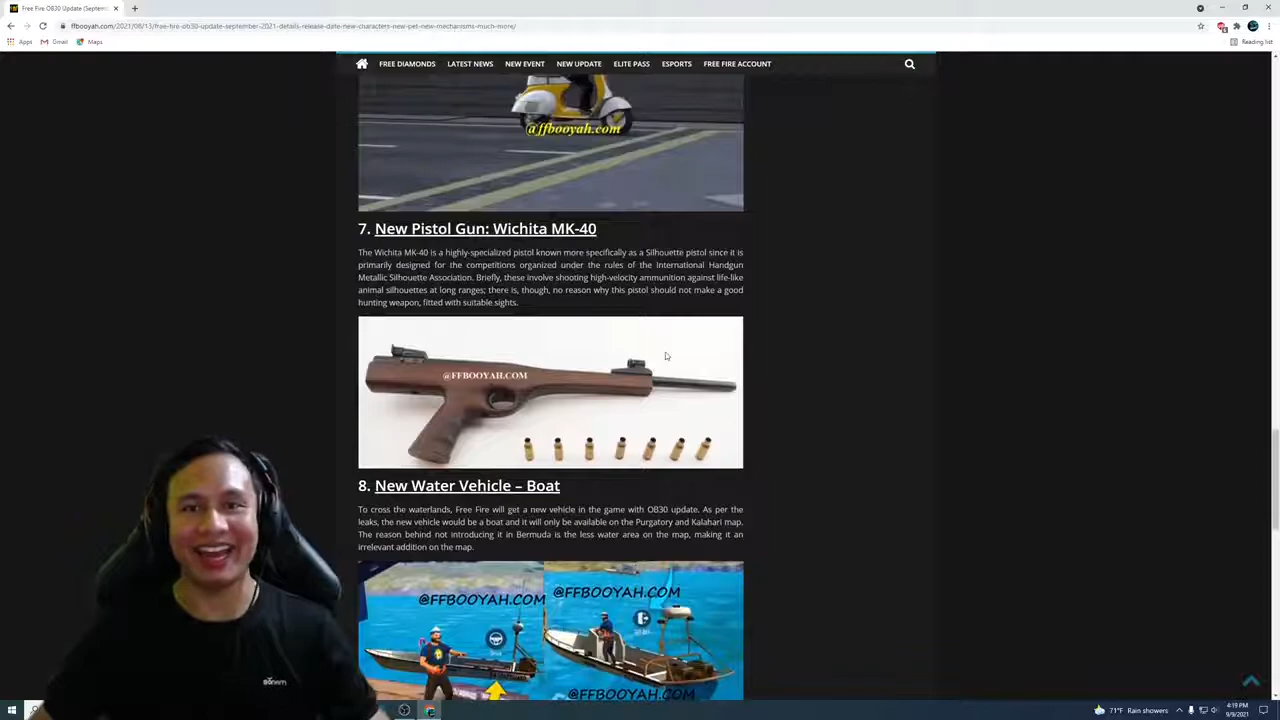 Free Fire OB30 Update (Septem
ffbooyah.com/2021/08/13/free-fire-ob30-update-september-2021-details-release-date-new-characters-new-pet-new-mechanisms-much-more/
Apps Gmail Maps Reading list
FREE DIAMONDS LATEST NEWS NEW EVENT NEW UPDATE ELITE PASS ESPORTS FREE FIRE ACCOUNT
@ffbooyah.com
7. New Pistol Gun: Wichita MK-40
The Wichita MK-40 is a highly-specialized pistol known more specifically as a Silhouette pistol since it is
primarily designed for the competitions organized under the rules of the International Handgun
Metallic Silhouette Association. Briefly, these involve shooting high-velocity ammunition against life-like
animal silhouettes at long ranges; there is, though, no reason why this pistol should not make a good
hunting weapon, fitted with suitable sights.
@FFBOOYAH.COM
8. New Water Vehicle – Boat
To cross the waterlands, Free Fire will get a new vehicle in the game with OB30 update. As per the
leaks, the new vehicle would be a boat and it will only be available on the Purgatory and Kalahari map.
The reason behind not introducing it in Bermuda is the less water area on the map, making it an
irrelevant addition on the map.
@FFBOOYAH.COM
@FFBOOYAH.COM
@FFBOOYAH.COM
71°F Rain showers
4:19 PM
9/9/2021